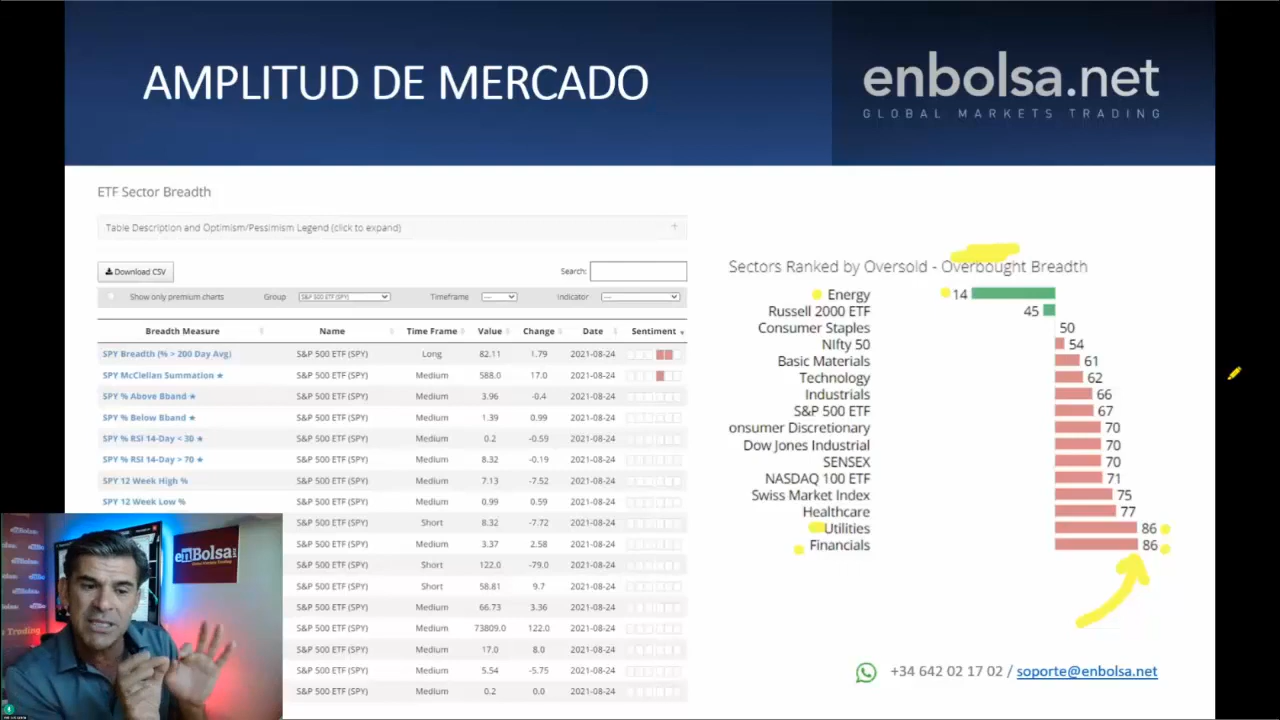 AMPLITUD DE MERCADO
enbolsa.net
GLOBAL MARKETS TRADING
ETF Sector Breadth
Table Description and Optimism/Pessimism Legend (click to expand) +
Download CSV
Search:
Show only premium charts Group S&P 500 ETF (SPY) Timeframe --- Indicator ---
Breadth Measure Name Time Frame Value Change Date Sentiment
SPY Breadth (% > 200 Day Avg) S&P 500 ETF (SPY) Long 82.11 1.79 2021-08-24
SPY McClellan Summation ★ S&P 500 ETF (SPY) Medium 588.0 17.0 2021-08-24
SPY % Above Bband ★ S&P 500 ETF (SPY) Medium 3.96 -0.4 2021-08-24
SPY % Below Bband ★ S&P 500 ETF (SPY) Medium 1.39 0.99 2021-08-24
SPY % RSI 14-Day < 30 ★ S&P 500 ETF (SPY) Medium 0.2 -0.59 2021-08-24
SPY % RSI 14-Day > 70 ★ S&P 500 ETF (SPY) Medium 8.32 -0.19 2021-08-24
SPY 12 Week High % S&P 500 ETF (SPY) Medium 7.13 -7.52 2021-08-24
SPY 12 Week Low % S&P 500 ETF (SPY) Medium 0.99 0.59 2021-08-24
S&P 500 ETF (SPY) Short 8.32 -7.72 2021-08-24
S&P 500 ETF (SPY) Short 3.37 2.58 2021-08-24
S&P 500 ETF (SPY) Short 122.0 -79.0 2021-08-24
S&P 500 ETF (SPY) Short 58.81 9.7 2021-08-24
S&P 500 ETF (SPY) Medium 66.73 3.36 2021-08-24
S&P 500 ETF (SPY) Medium 73809.0 122.0 2021-08-24
S&P 500 ETF (SPY) Medium 17.0 8.0 2021-08-24
S&P 500 ETF (SPY) Medium 5.54 -5.75 2021-08-24
S&P 500 ETF (SPY) Medium 0.2 0.0 2021-08-24
Sectors Ranked by Oversold - Overbought Breadth
Energy 14
Russell 2000 ETF 45
Consumer Staples 50
Nifty 50 54
Basic Materials 61
Technology 62
Industrials 66
S&P 500 ETF 67
onsumer Discretionary 70
Dow Jones Industrial 70
SENSEX 70
NASDAQ 100 ETF 71
Swiss Market Index 75
Healthcare 77
Utilities 86
Financials 86
+34 642 02 17 02 / soporte@enbolsa.net
enBolsa